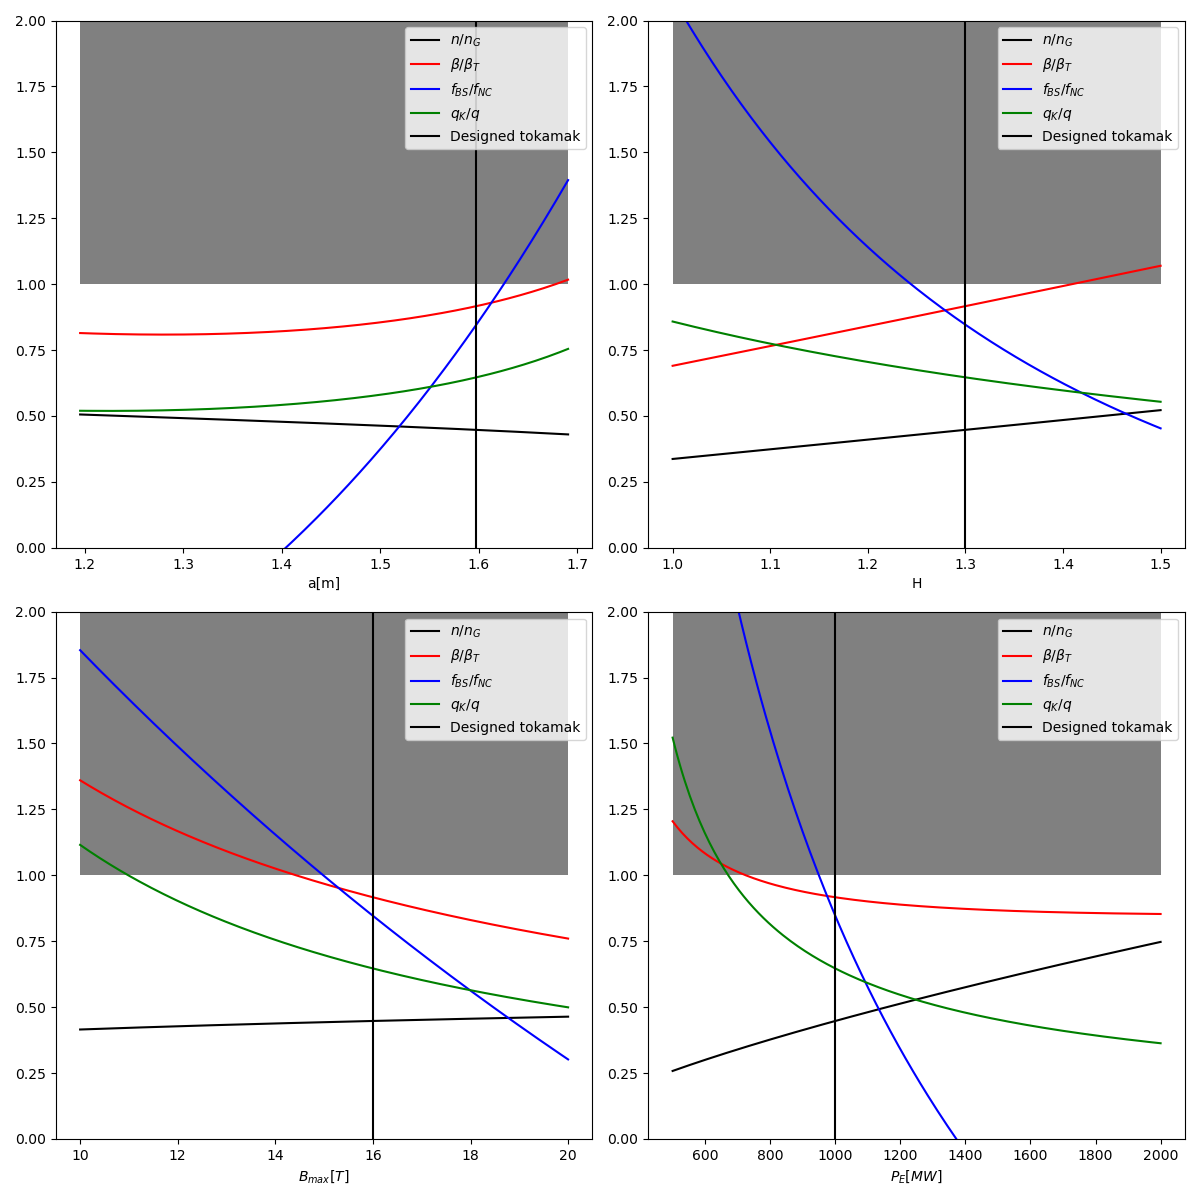 2.00
1.75
1.50
1.25
1.00
0.75
0.50
0.25
0.00
1.2 1.3 1.4 1.5 1.6 1.7
a[m]
n/n_G
β/β_T
f_BS/f_NC
q_K/q
Designed tokamak
2.00
1.75
1.50
1.25
1.00
0.75
0.50
0.25
0.00
1.0 1.1 1.2 1.3 1.4 1.5
H
n/n_G
β/β_T
f_BS/f_NC
q_K/q
Designed tokamak
2.00
1.75
1.50
1.25
1.00
0.75
0.50
0.25
0.00
10 12 14 16 18 20
B_max[T]
n/n_G
β/β_T
f_BS/f_NC
q_K/q
Designed tokamak
2.00
1.75
1.50
1.25
1.00
0.75
0.50
0.25
0.00
600 800 1000 1200 1400 1600 1800 2000
P_E[MW]
n/n_G
β/β_T
f_BS/f_NC
q_K/q
Designed tokamak